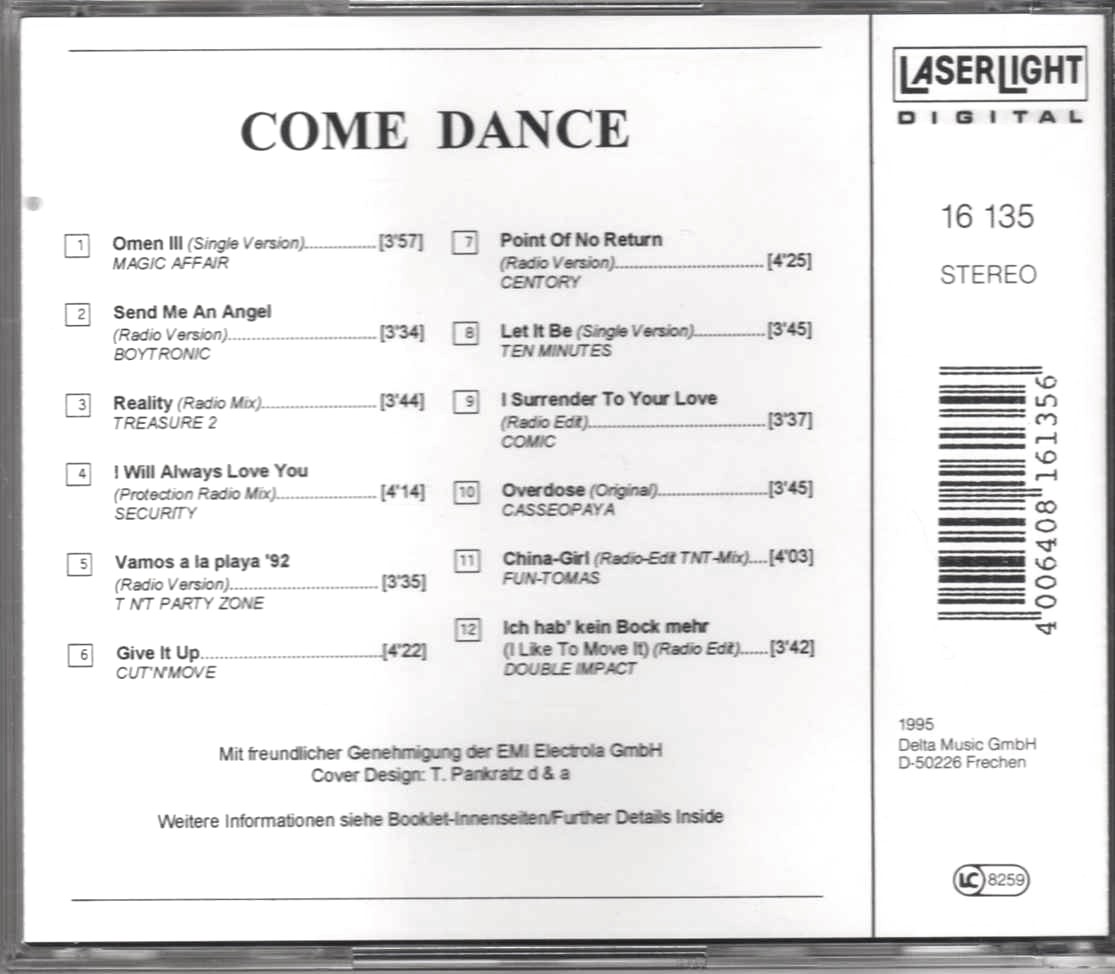 COME DANCE
1 Omen III (Single Version)..............[3'57]
MAGIC AFFAIR
2 Send Me An Angel
(Radio Version)..............................[3'34]
BOYTRONIC
3 Reality (Radio Mix)........................[3'44]
TREASURE 2
4 I Will Always Love You
(Protection Radio Mix)....................[4'14]
SECURITY
5 Vamos a la playa '92
(Radio Version)..............................[3'35]
T N'T PARTY ZONE
6 Give It Up.....................................[4'22]
CUT'N'MOVE
7 Point Of No Return
(Radio Version)..............................[4'25]
CENTORY
8 Let It Be (Single Version)...............[3'45]
TEN MINUTES
9 I Surrender To Your Love
(Radio Edit)...................................[3'37]
COMIC
10 Overdose (Original)......................[3'45]
CASSEOPAYA
11 China-Girl (Radio-Edit TNT-Mix)....[4'03]
FUN-TOMAS
12 Ich hab' kein Bock mehr
(I Like To Move It) (Radio Edit)......[3'42]
DOUBLE IMPACT
Mit freundlicher Genehmigung der EMI Electrola GmbH
Cover Design: T. Pankratz d & a
Weitere Informationen siehe Booklet-Innenseiten/Further Details Inside
LASERLIGHT
DIGITAL
16 135
STEREO
4 006408 161356
1995
Delta Music GmbH
D-50226 Frechen
LC 8259